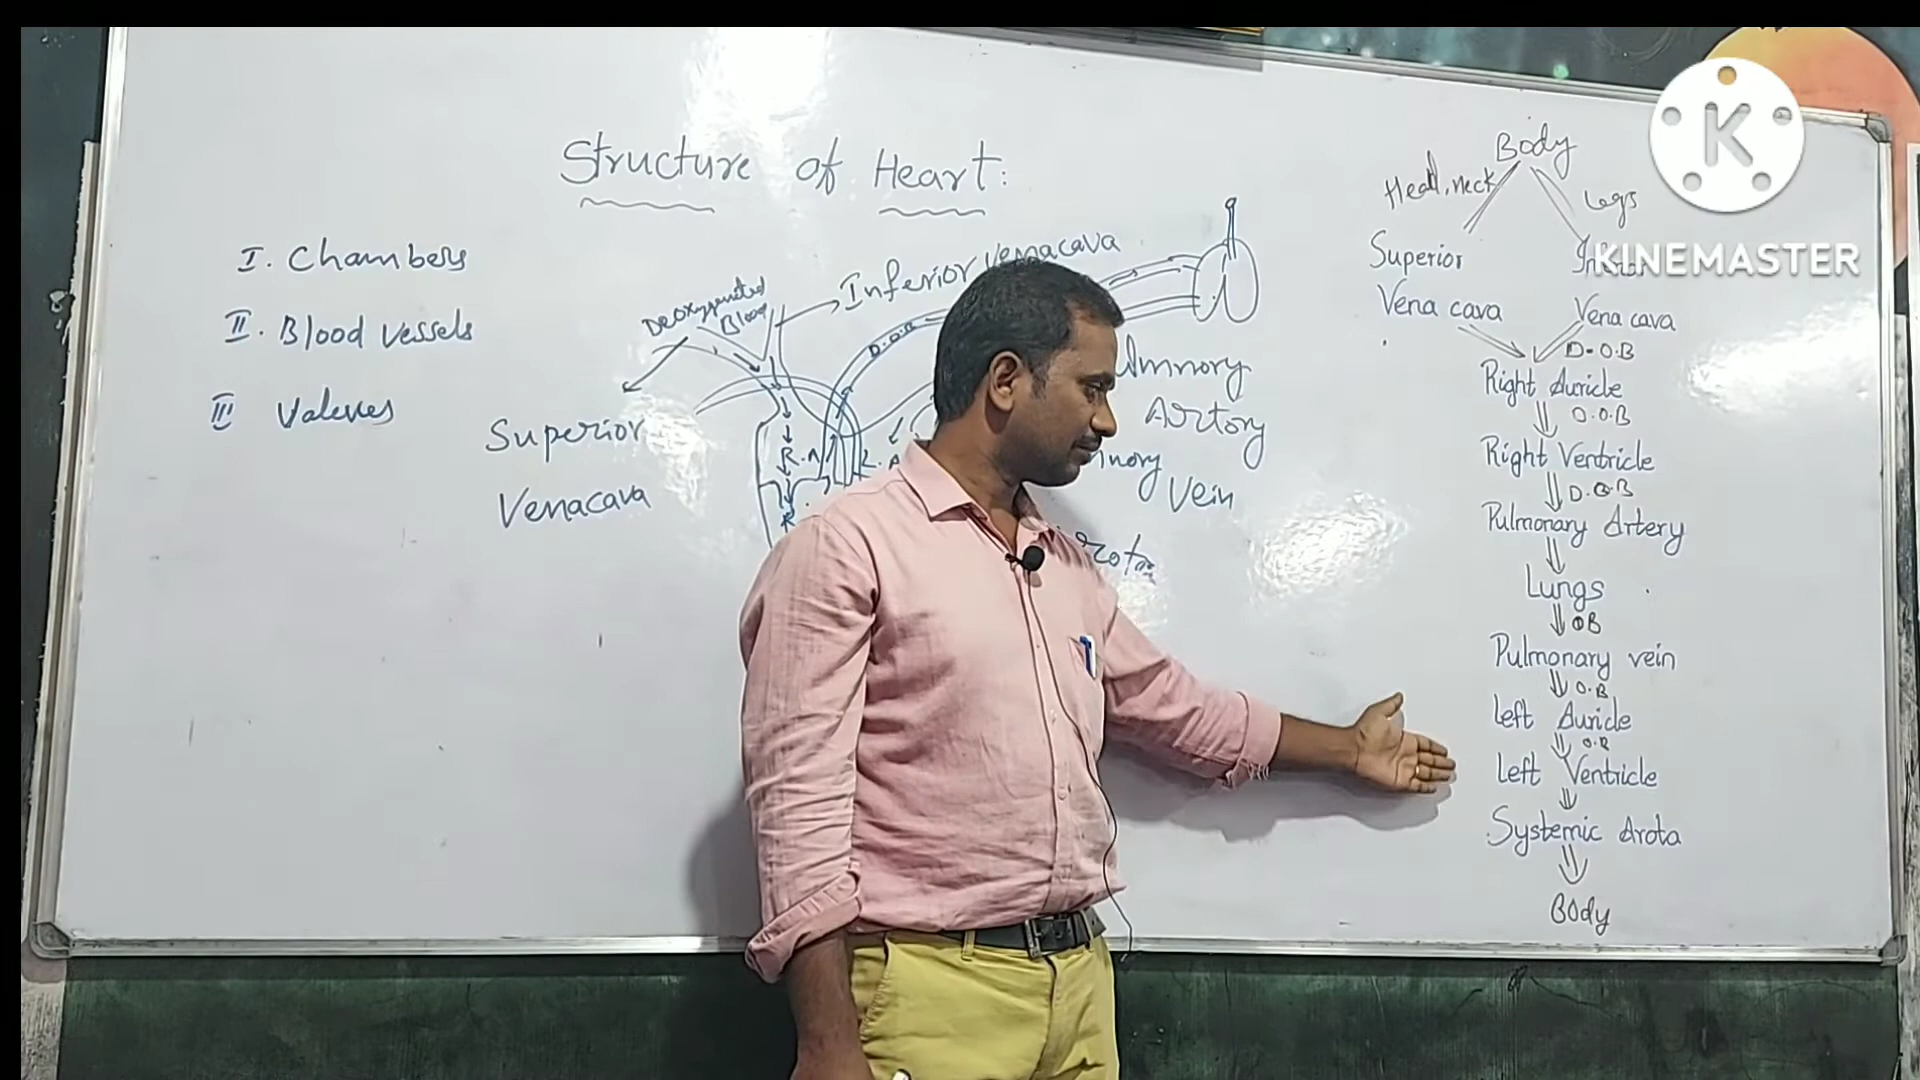 Structure of Heart:
I. Chambers
II. Blood vessels
III Valeves
Deoxygenated
Blood
Inferior venacava
D.O.B
Superior
Venacava
R.A
Artory
Vein
Body
Head, neck
Legs
Superior
Vena cava
Vena cava
D.O.B
Right Auricle
D.O.B
Right Ventricle
D.O.B
Pulmonary Artery
Lungs
OB
Pulmonary vein
O.B
Left Auricle
O.B
Left Ventricle
Systemic Arota
Body
K
KINEMASTER